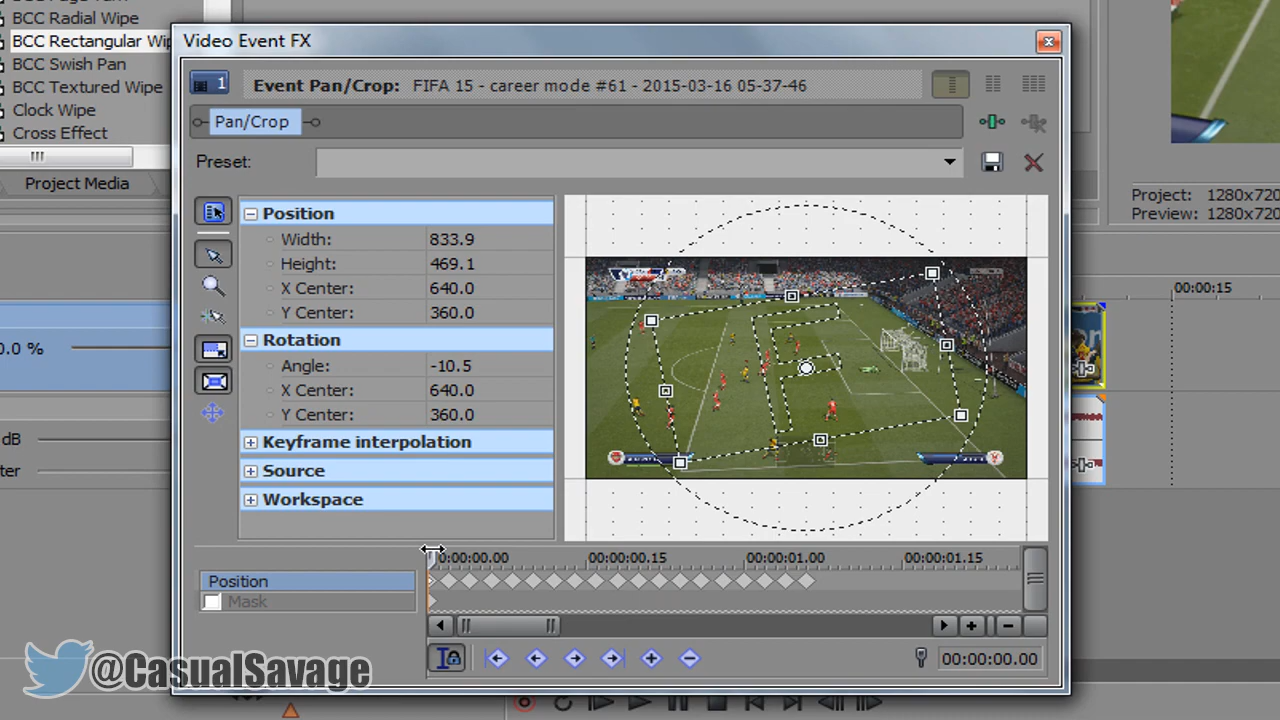 BCC Radial Wipe
BCC Rectangular Wip
BCC Swish Pan
BCC Textured Wipe
Clock Wipe
Cross Effect
Project Media
Video Event FX
1
Event Pan/Crop: FIFA 15 - career mode #61 - 2015-03-16 05-37-46
Pan/Crop
Preset:
Position
Width: 833.9
Height: 469.1
X Center: 640.0
Y Center: 360.0
Rotation
Angle: -10.5
X Center: 640.0
Y Center: 360.0
Keyframe interpolation
Source
Workspace
0:00:00.00 00:00:00.15 00:00:01.00 00:00:01.15
Position
Mask
00:00:00.00
Project: 1280x720
Preview: 1280x720
00:00:15
0.0 %
dB
ter
@CasualSavage